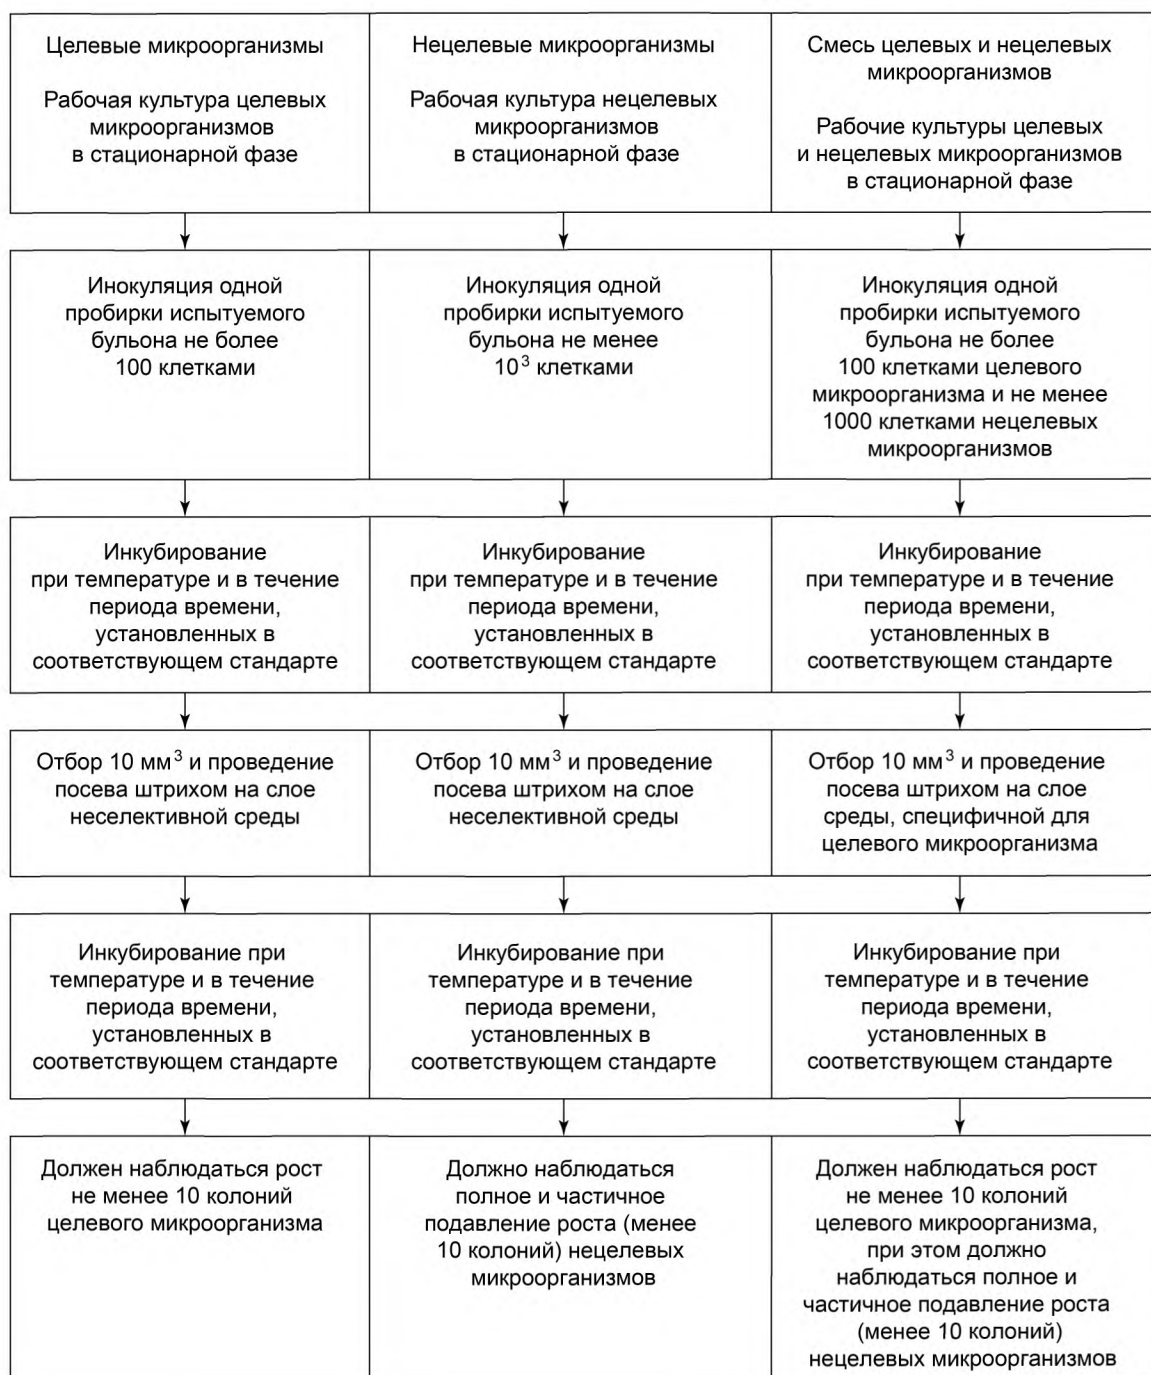 Целевые микроорганизмы
Рабочая культура целевых
микроорганизмов
в стационарной фазе
Нецелевые микроорганизмы
Рабочая культура нецелевых
микроорганизмов
в стационарной фазе
Смесь целевых и нецелевых
микроорганизмов
Рабочие культуры целевых
и нецелевых микроорганизмов
в стационарной фазе
Инокуляция одной
пробирки испытуемого
бульона не более
100 клетками
Инокуляция одной
пробирки испытуемого
бульона не менее
10³ клетками
Инокуляция одной
пробирки испытуемого
бульона не более
100 клетками целевого
микроорганизма и не менее
1000 клетками нецелевых
микроорганизмов
Инкубирование
при температуре и в течение
периода времени,
установленных в
соответствующем стандарте
Инкубирование
при температуре и в течение
периода времени,
установленных в
соответствующем стандарте
Инкубирование
при температуре и в течение
периода времени,
установленных в
соответствующем стандарте
Отбор 10 мм³ и проведение
посева штрихом на слое
неселективной среды
Отбор 10 мм³ и проведение
посева штрихом на слое
неселективной среды
Отбор 10 мм³ и проведение
посева штрихом на слое
среды, специфичной для
целевого микроорганизма
Инкубирование при
температуре и в течение
периода времени,
установленных в
соответствующем стандарте
Инкубирование при
температуре и в течение
периода времени,
установленных в
соответствующем стандарте
Инкубирование при
температуре и в течение
периода времени,
установленных в
соответствующем стандарте
Должен наблюдаться рост
не менее 10 колоний
целевого микроорганизма
Должно наблюдаться
полное и частичное
подавление роста (менее
10 колоний) нецелевых
микроорганизмов
Должен наблюдаться рост
не менее 10 колоний
целевого микроорганизма,
при этом должно
наблюдаться полное и
частичное подавление роста
(менее 10 колоний)
нецелевых микроорганизмов